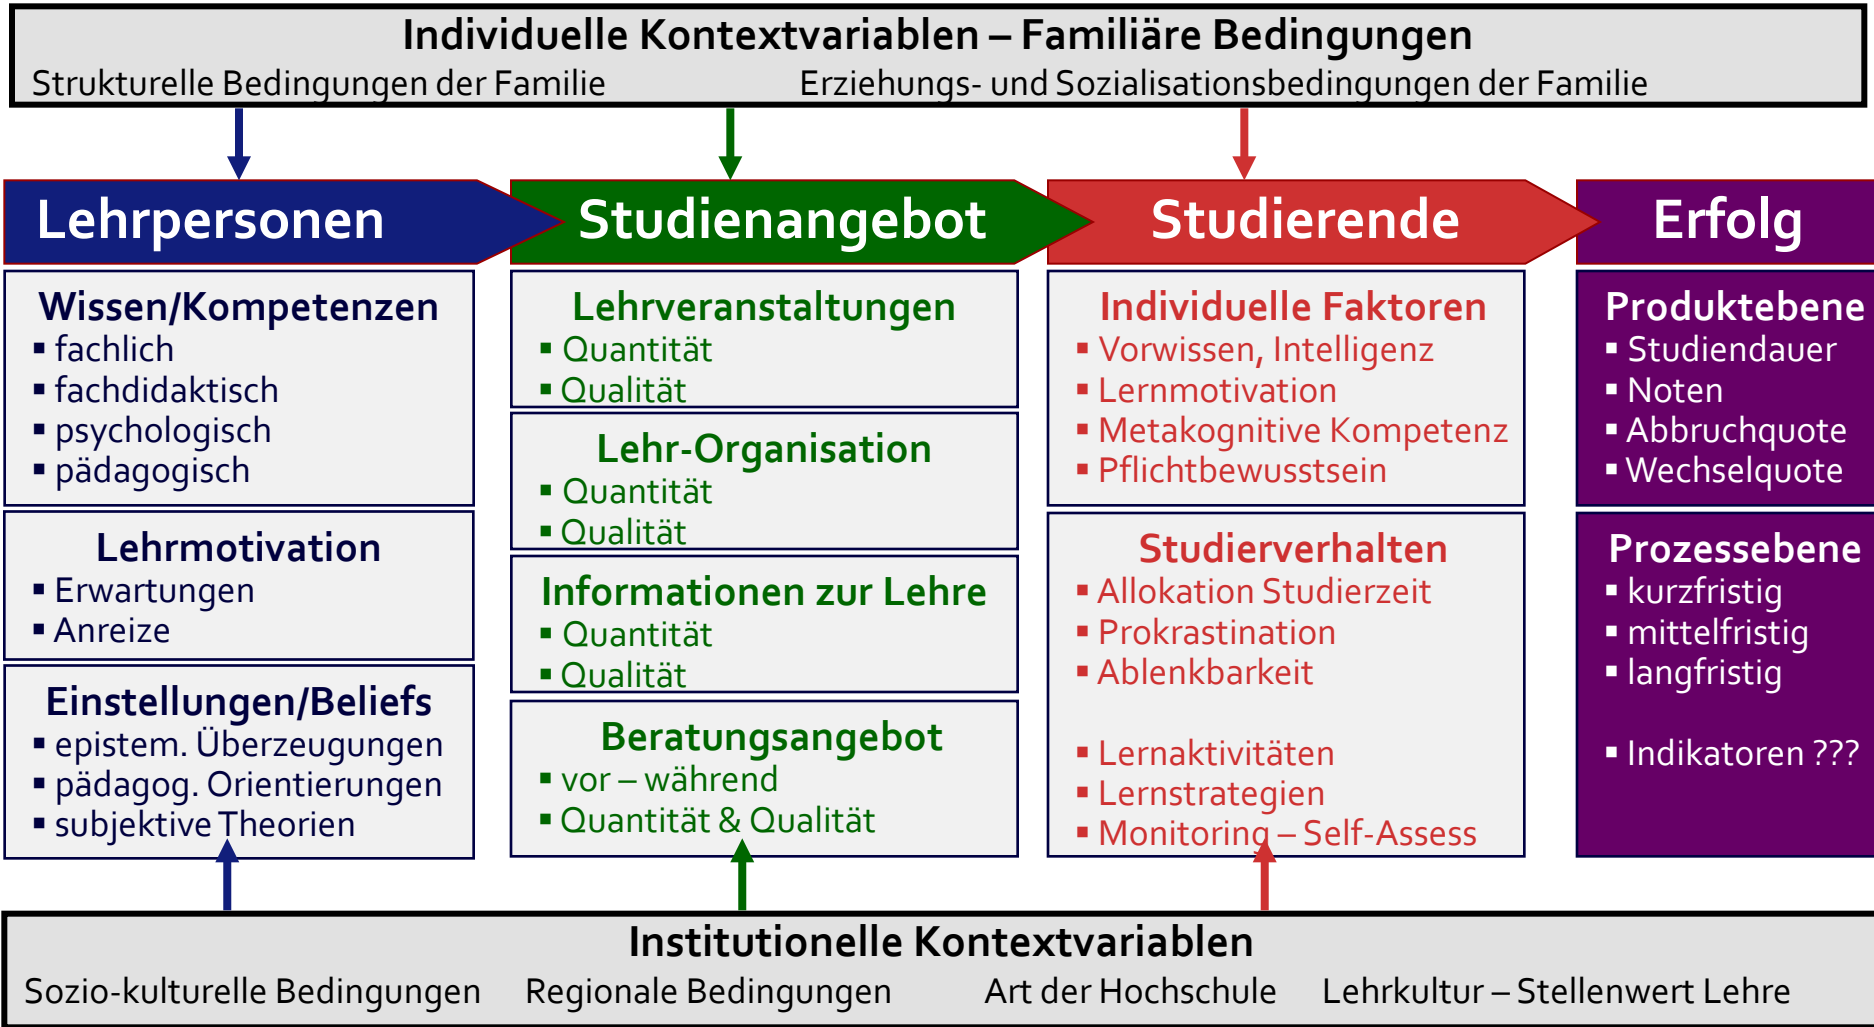 Individuelle Kontextvariablen – Familiäre Bedingungen
Strukturelle Bedingungen der Familie
Erziehungs- und Sozialisationsbedingungen der Familie
Lehrpersonen
Wissen/Kompetenzen
▪ fachlich
▪ fachdidaktisch
▪ psychologisch
▪ pädagogisch
Lehrmotivation
▪ Erwartungen
▪ Anreize
Einstellungen/Beliefs
▪ epistem. Überzeugungen
▪ pädagog. Orientierungen
▪ subjektive Theorien
Studienangebot
Lehrveranstaltungen
▪ Quantität
▪ Qualität
Lehr-Organisation
▪ Quantität
▪ Qualität
Informationen zur Lehre
▪ Quantität
▪ Qualität
Beratungsangebot
▪ vor – während
▪ Quantität & Qualität
Studierende
Individuelle Faktoren
▪ Vorwissen, Intelligenz
▪ Lernmotivation
▪ Metakognitive Kompetenz
▪ Pflichtbewusstsein
Studierverhalten
▪ Allokation Studierzeit
▪ Prokrastination
▪ Ablenkbarkeit
▪ Lernaktivitäten
▪ Lernstrategien
▪ Monitoring – Self-Assess
Erfolg
Produktebene
▪ Studiendauer
▪ Noten
▪ Abbruchquote
▪ Wechselquote
Prozessebene
▪ kurzfristig
▪ mittelfristig
▪ langfristig
▪ Indikatoren ???
Institutionelle Kontextvariablen
Sozio-kulturelle Bedingungen
Regionale Bedingungen
Art der Hochschule
Lehrkultur – Stellenwert Lehre